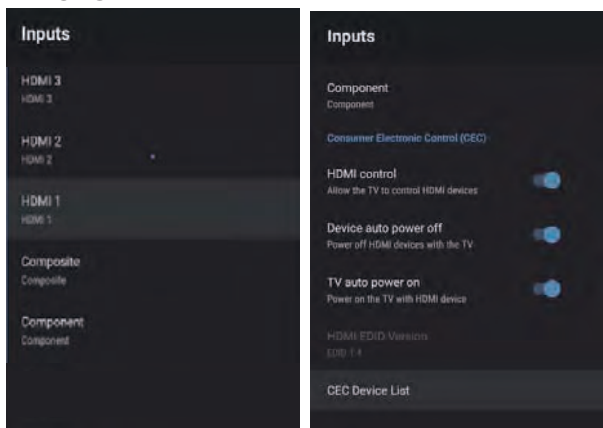 Inputs
HDMI 3
HDMI 3
HDMI 2
HDMI 2
HDMI 1
HDMI 1
Composite
Composite
Component
Component
Inputs
Component
Component
Consumer Electronic Control (CEC)
HDMI control
Allow the TV to control HDMI devices
Device auto power off
Power off HDMI devices with the TV
TV auto power on
Power on the TV with HDMI device
HDMI EDID Version
EDID 1.4
CEC Device List